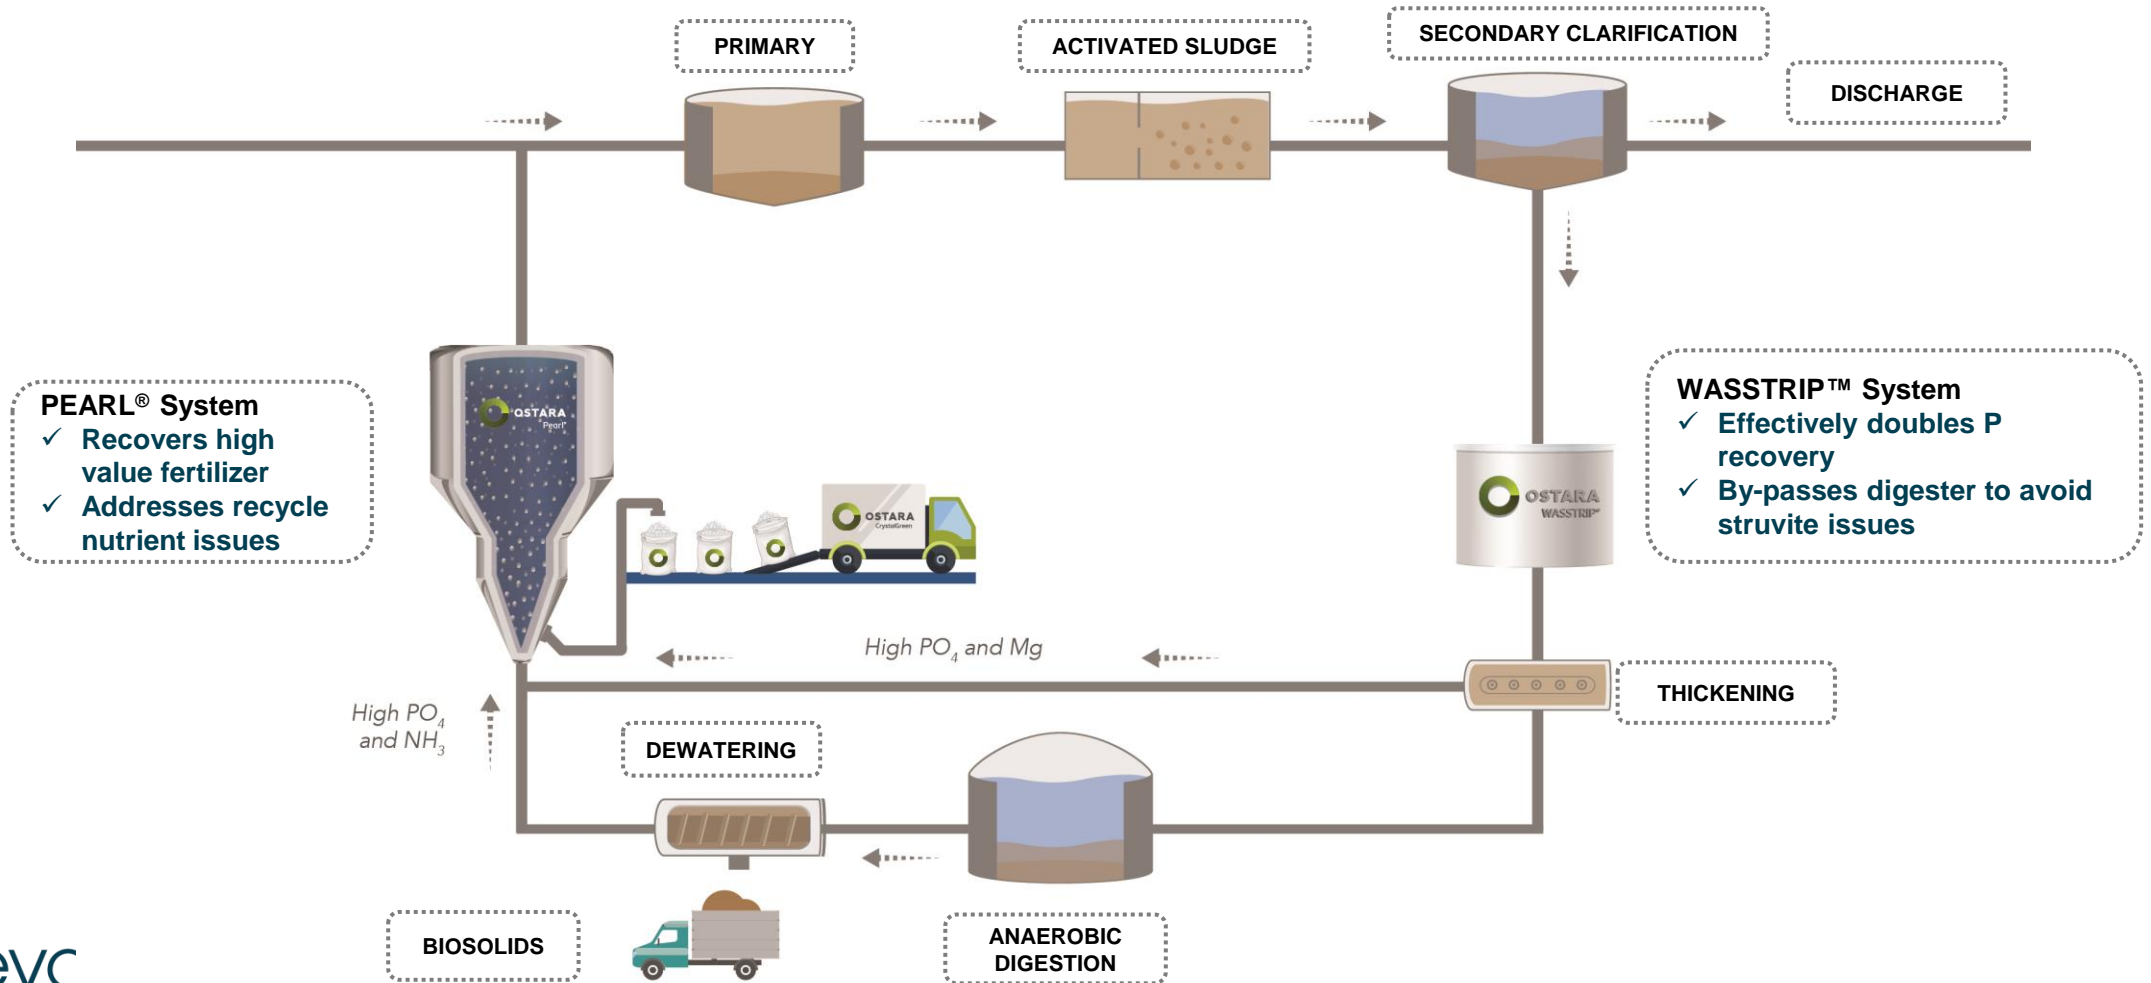 PRIMARY
ACTIVATED SLUDGE
SECONDARY CLARIFICATION
DISCHARGE
PEARL® System
✓ Recovers high
value fertilizer
✓ Addresses recycle
nutrient issues
OSTARA
Pearl®
OSTARA
CrystalGreen
WASSTRIP™ System
✓ Effectively doubles P
recovery
✓ By-passes digester to avoid
struvite issues
OSTARA
WASSTRIP®
High PO₄ and Mg
THICKENING
High PO₄
and NH₃
DEWATERING
BIOSOLIDS
ANAEROBIC
DIGESTION